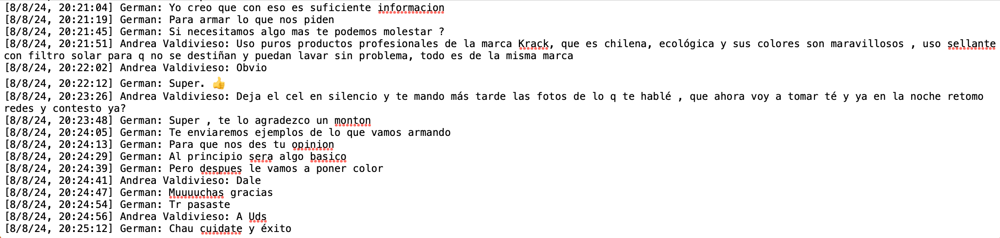 [8/8/24, 20:21:04] German: Yo creo que con eso es suficiente informacion
[8/8/24, 20:21:19] German: Para armar lo que nos piden
[8/8/24, 20:21:45] German: Si necesitamos algo mas te podemos molestar ?
[8/8/24, 20:21:51] Andrea Valdivieso: Uso puros productos profesionales de la marca Krack, que es chilena, ecológica y sus colores son maravillosos , uso sellante
con filtro solar para q no se destiñan y puedan lavar sin problema, todo es de la misma marca
[8/8/24, 20:22:02] Andrea Valdivieso: Obvio
[8/8/24, 20:22:12] German: Super. 👍
[8/8/24, 20:23:26] Andrea Valdivieso: Deja el cel en silencio y te mando más tarde las fotos de lo q te hablé , que ahora voy a tomar té y ya en la noche retomo
redes y contesto ya?
[8/8/24, 20:23:48] German: Super , te lo agradezco un monton
[8/8/24, 20:24:05] German: Te enviaremos ejemplos de lo que vamos armando
[8/8/24, 20:24:13] German: Para que nos des tu opinion
[8/8/24, 20:24:29] German: Al principio sera algo basico
[8/8/24, 20:24:39] German: Pero despues le vamos a poner color
[8/8/24, 20:24:41] Andrea Valdivieso: Dale
[8/8/24, 20:24:47] German: Muuuuchas gracias
[8/8/24, 20:24:54] German: Tr pasaste
[8/8/24, 20:24:56] Andrea Valdivieso: A Uds
[8/8/24, 20:25:12] German: Chau cuidate y éxito